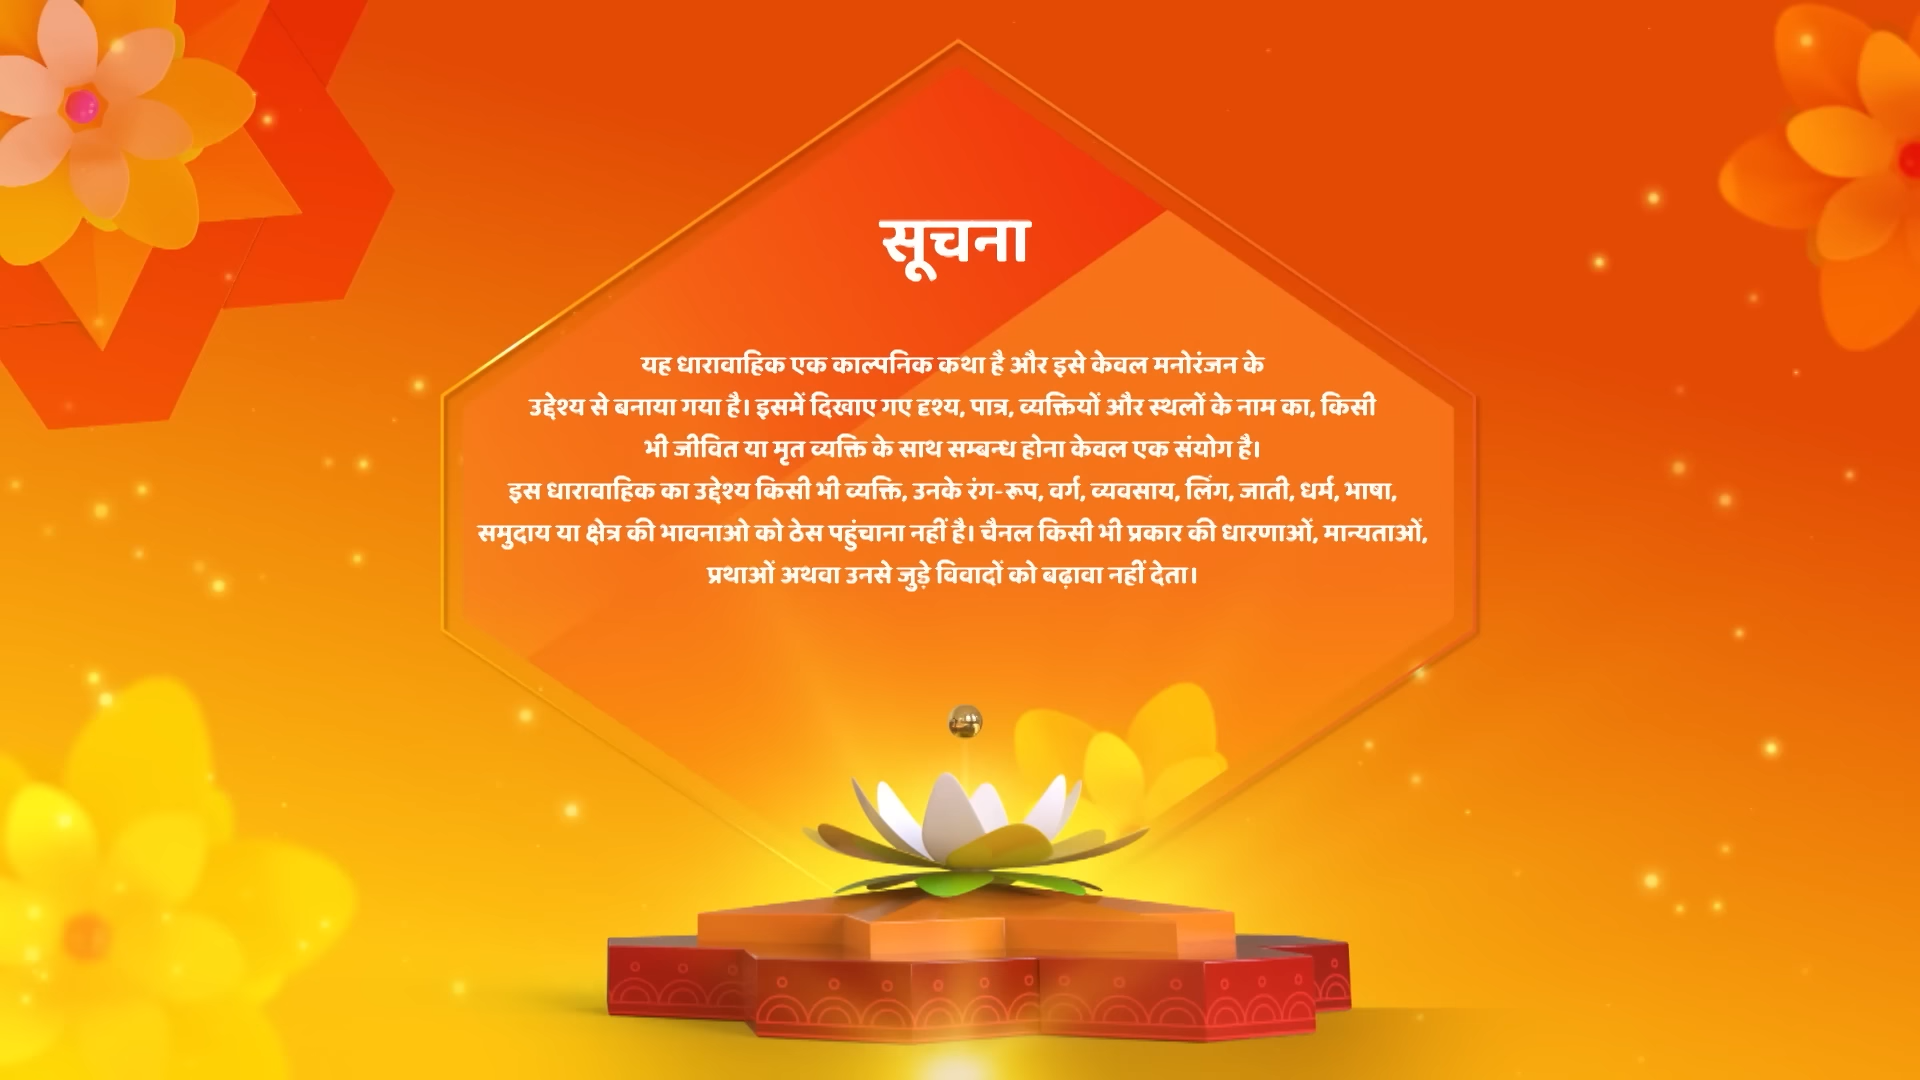 सूचना
यह धारावाहिक एक काल्पनिक कथा है और इसे केवल मनोरंजन के
उद्देश्य से बनाया गया है। इसमें दिखाए गए दृश्य, पात्र, व्यक्तियों और स्थलों के नाम का, किसी
भी जीवित या मृत व्यक्ति के साथ सम्बन्ध होना केवल एक संयोग है।
इस धारावाहिक का उद्देश्य किसी भी व्यक्ति, उनके रंग-रूप, वर्ग, व्यवसाय, लिंग, जाती, धर्म, भाषा,
समुदाय या क्षेत्र की भावनाओ को ठेस पहुंचाना नहीं है। चैनल किसी भी प्रकार की धारणाओं, मान्यताओं,
प्रथाओं अथवा उनसे जुड़े विवादों को बढ़ावा नहीं देता।